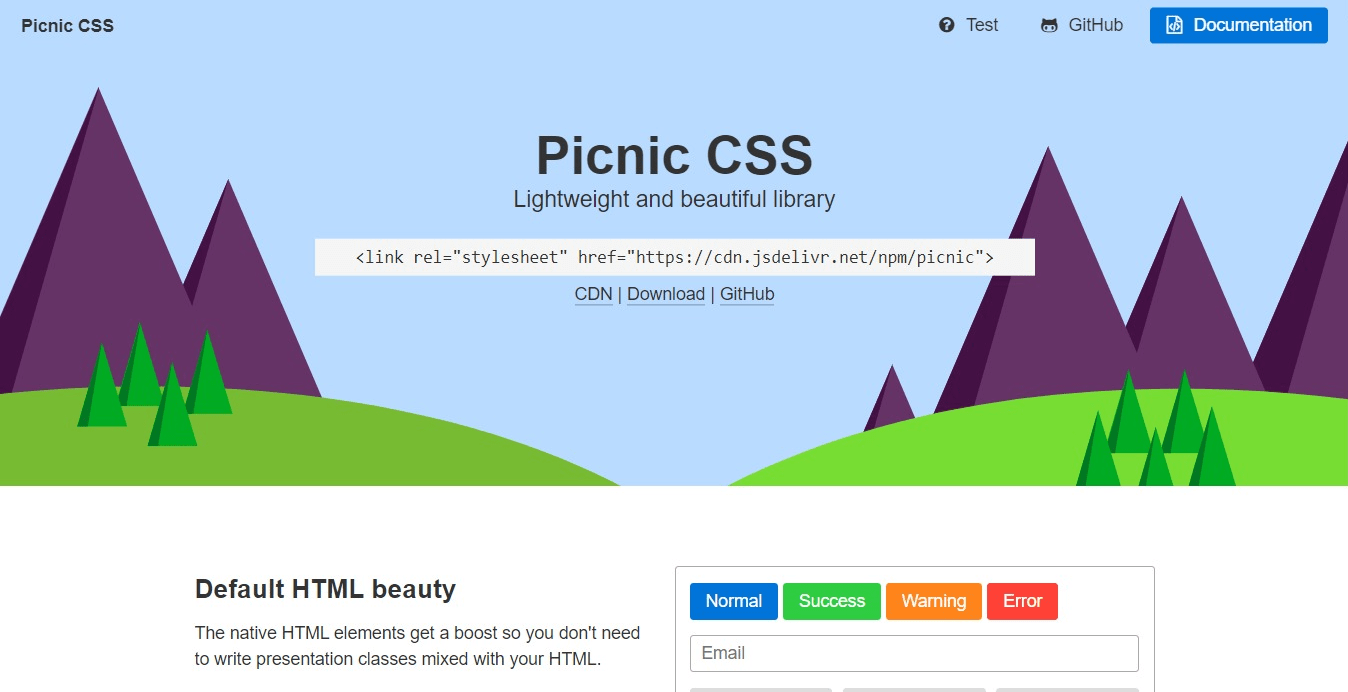 Picnic CSS
Test
GitHub
Documentation
Picnic CSS
Lightweight and beautiful library
<link rel="stylesheet" href="https://cdn.jsdelivr.net/npm/picnic">
CDN | Download | GitHub
Default HTML beauty
The native HTML elements get a boost so you don't need
to write presentation classes mixed with your HTML.
Normal
Success
Warning
Error
Email